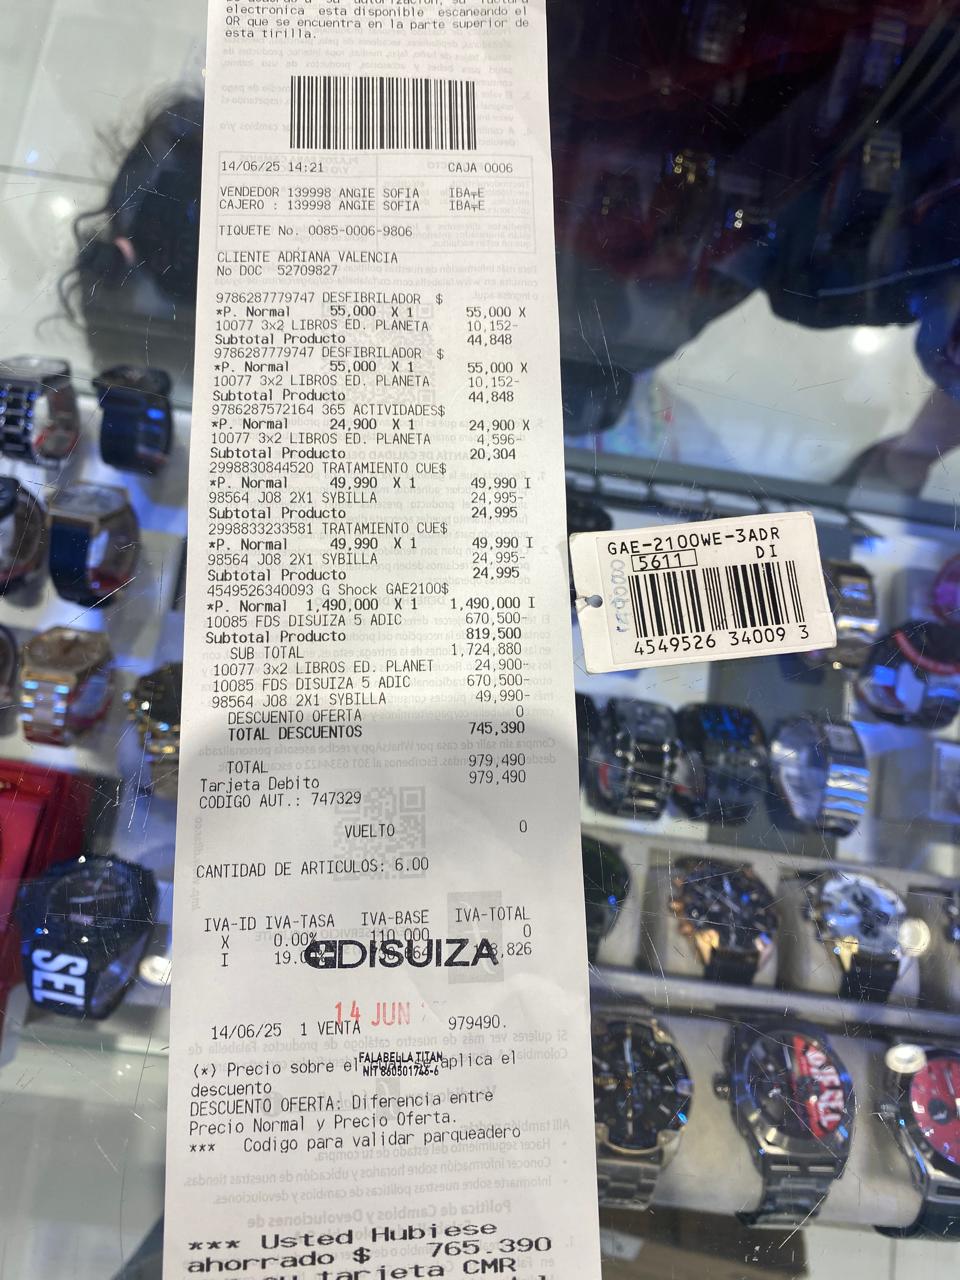 electronica esta disponible escaneando el
QR que se encuentra en la parte superior de
esta tirilla.
14/06/25 14:21 CAJA 0006
VENDEDOR 139998 ANGIE SOFIA IBA╤E
CAJERO : 139998 ANGIE SOFIA IBA╤E
TIQUETE No. 0085-0006-9806
CLIENTE ADRIANA VALENCIA
No DOC 52709827
9786287779747 DESFIBRILADOR $
*P. Normal 55,000 X 1 55,000 X
10077 3x2 LIBROS ED. PLANETA 10,152-
Subtotal Producto 44,848
9786287779747 DESFIBRILADOR $
*P. Normal 55,000 X 1 55,000 X
10077 3x2 LIBROS ED. PLANETA 10,152-
Subtotal Producto 44,848
9786287572164 365 ACTIVIDADES$
*P. Normal 24,900 X 1 24,900 X
10077 3x2 LIBROS ED. PLANETA 4,596-
Subtotal Producto 20,304
2998830844520 TRATAMIENTO CUE$
*P. Normal 49,990 X 1 49,990 I
98564 J08 2X1 SYBILLA 24,995-
Subtotal Producto 24,995
2998833233581 TRATAMIENTO CUE$
*P. Normal 49,990 X 1 49,990 I
98564 J08 2X1 SYBILLA 24,995-
Subtotal Producto 24,995
4549526340093 G Shock GAE2100$
*P. Normal 1,490,000 X 1 1,490,000 I
10085 FDS DISUIZA 5 ADIC 670,500-
Subtotal Producto 819,500
SUB TOTAL 1,724,880
10077 3x2 LIBROS ED. PLANET 24,900-
10085 FDS DISUIZA 5 ADIC 670,500-
98564 J08 2X1 SYBILLA 49,990-
DESCUENTO OFERTA 0
TOTAL DESCUENTOS 745,390
TOTAL 979,490
Tarjeta Debito 979,490
CODIGO AUT.: 747329
VUELTO 0
CANTIDAD DE ARTICULOS: 6.00
IVA-ID IVA-TASA IVA-BASE IVA-TOTAL
X 0.00% 110,000 0
I
DISUIZA
14 JUN
14/06/25 1 VENTA 979490.
FALABELLA TITAN
NIT 860501746-6
(*) Precio sobre el aplica el
descuento
DESCUENTO OFERTA: Diferencia entre
Precio Normal y Precio Oferta.
*** Codigo para validar parqueadero
*** Usted Hubiese
ahorrado $ 765.390
su tarjeta CMR
GAE-2100WE-3ADR
5611 DI
4549526 34009 3
SEL